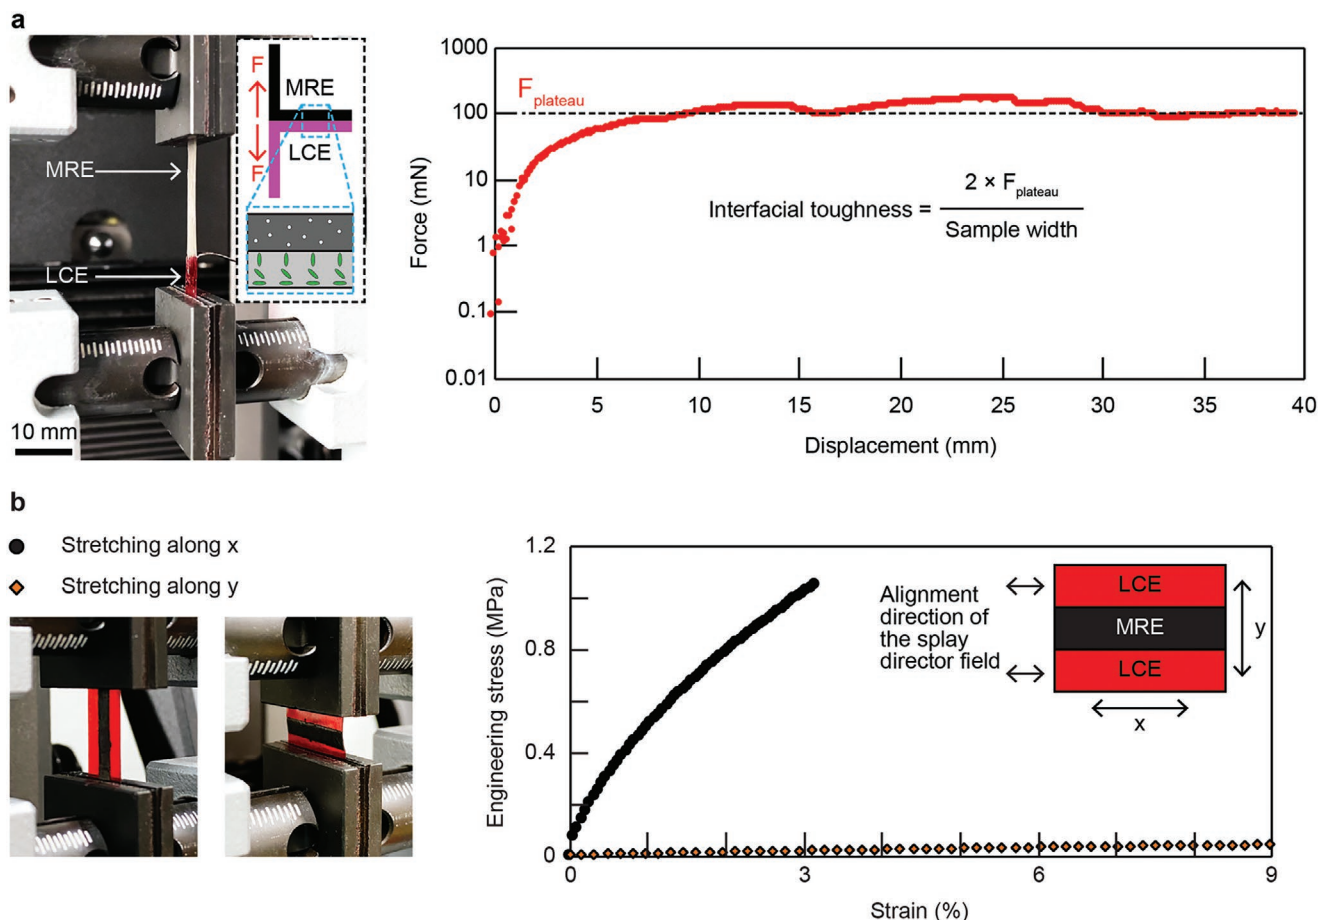 a
F
MRE
LCE
F
MRE
LCE
10 mm
1000
100
10
1
0.1
0.01
Force (mN)
F plateau
Interfacial toughness = 2 × F plateau / Sample width
0 5 10 15 20 25 30 35 40
Displacement (mm)
b
Stretching along x
Stretching along y
1.2
0.8
0.4
0
Engineering stress (MPa)
Alignment
direction of
the splay
director field
LCE
MRE
LCE
y
x
0 3 6 9
Strain (%)